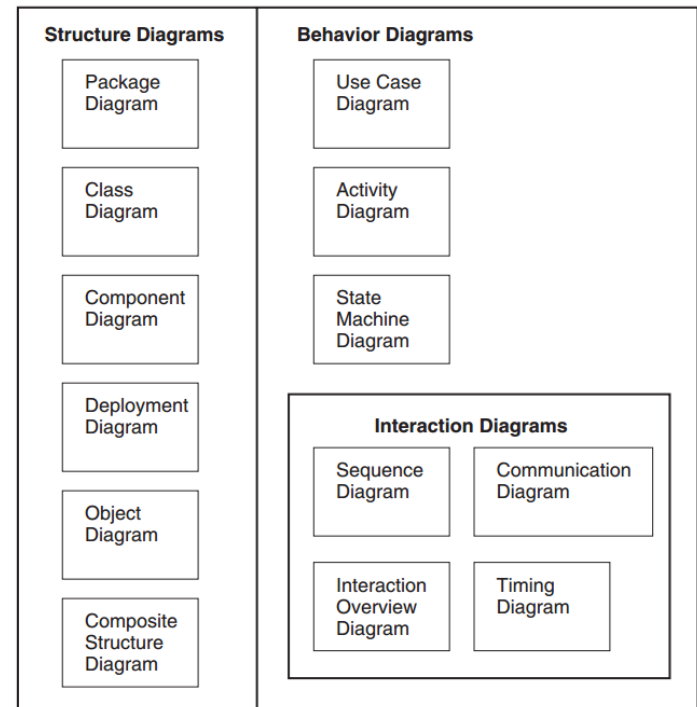 Structure Diagrams
Package
Diagram
Class
Diagram
Component
Diagram
Deployment
Diagram
Object
Diagram
Composite
Structure
Diagram
Behavior Diagrams
Use Case
Diagram
Activity
Diagram
State
Machine
Diagram
Interaction Diagrams
Sequence
Diagram
Communication
Diagram
Interaction
Overview
Diagram
Timing
Diagram